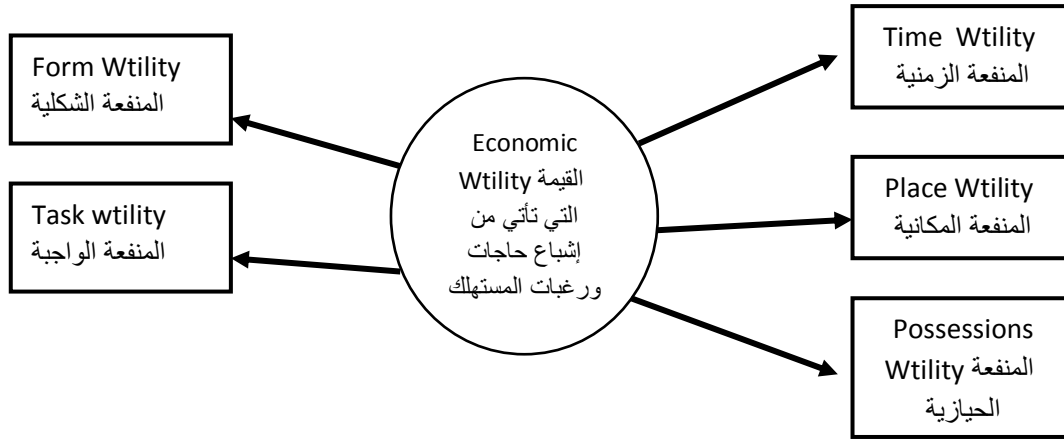 Form Wtility
المنفعة الشكلية
Task wtility
المنفعة الواجبة
Economic
القيمة Wtility
التي تأتي من
إشباع حاجات
ورغبات المستهلك
Time Wtility
المنفعة الزمنية
Place Wtility
المنفعة المكانية
Possessions
المنفعة Wtility
الحيازية